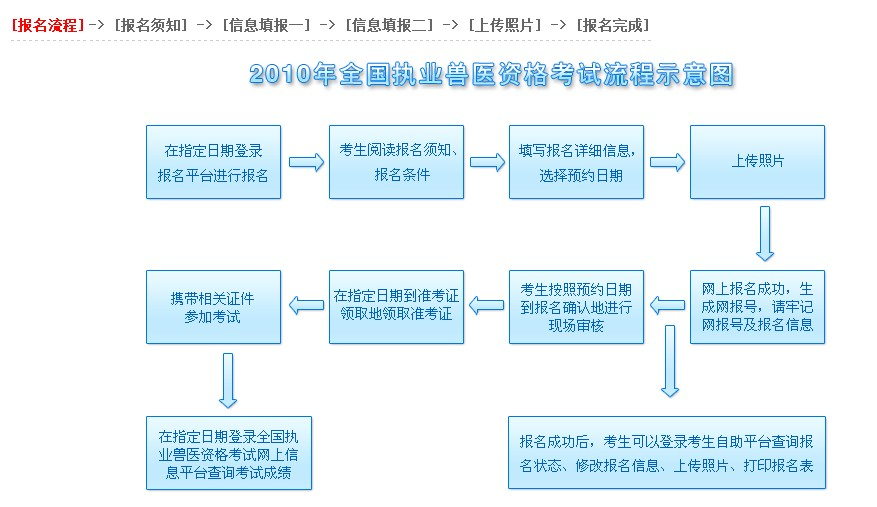 [报名流程] -> [报名须知] -> [信息填报一] -> [信息填报二] -> [上传照片] -> [报名完成]
2010年全国执业兽医资格考试流程示意图
在指定日期登录
报名平台进行报名
考生阅读报名须知、
报名条件
填写报名详细信息，
选择预约日期
上传照片
网上报名成功，生
成网报号，请牢记
网报号及报名信息
考生按照预约日期
到报名确认地进行
现场审核
在指定日期到准考证
领取地领取准考证
携带相关证件
参加考试
在指定日期登录全国执
业兽医资格考试网上信
息平台查询考试成绩
报名成功后，考生可以登录考生自助平台查询报
名状态、修改报名信息、上传照片、打印报名表